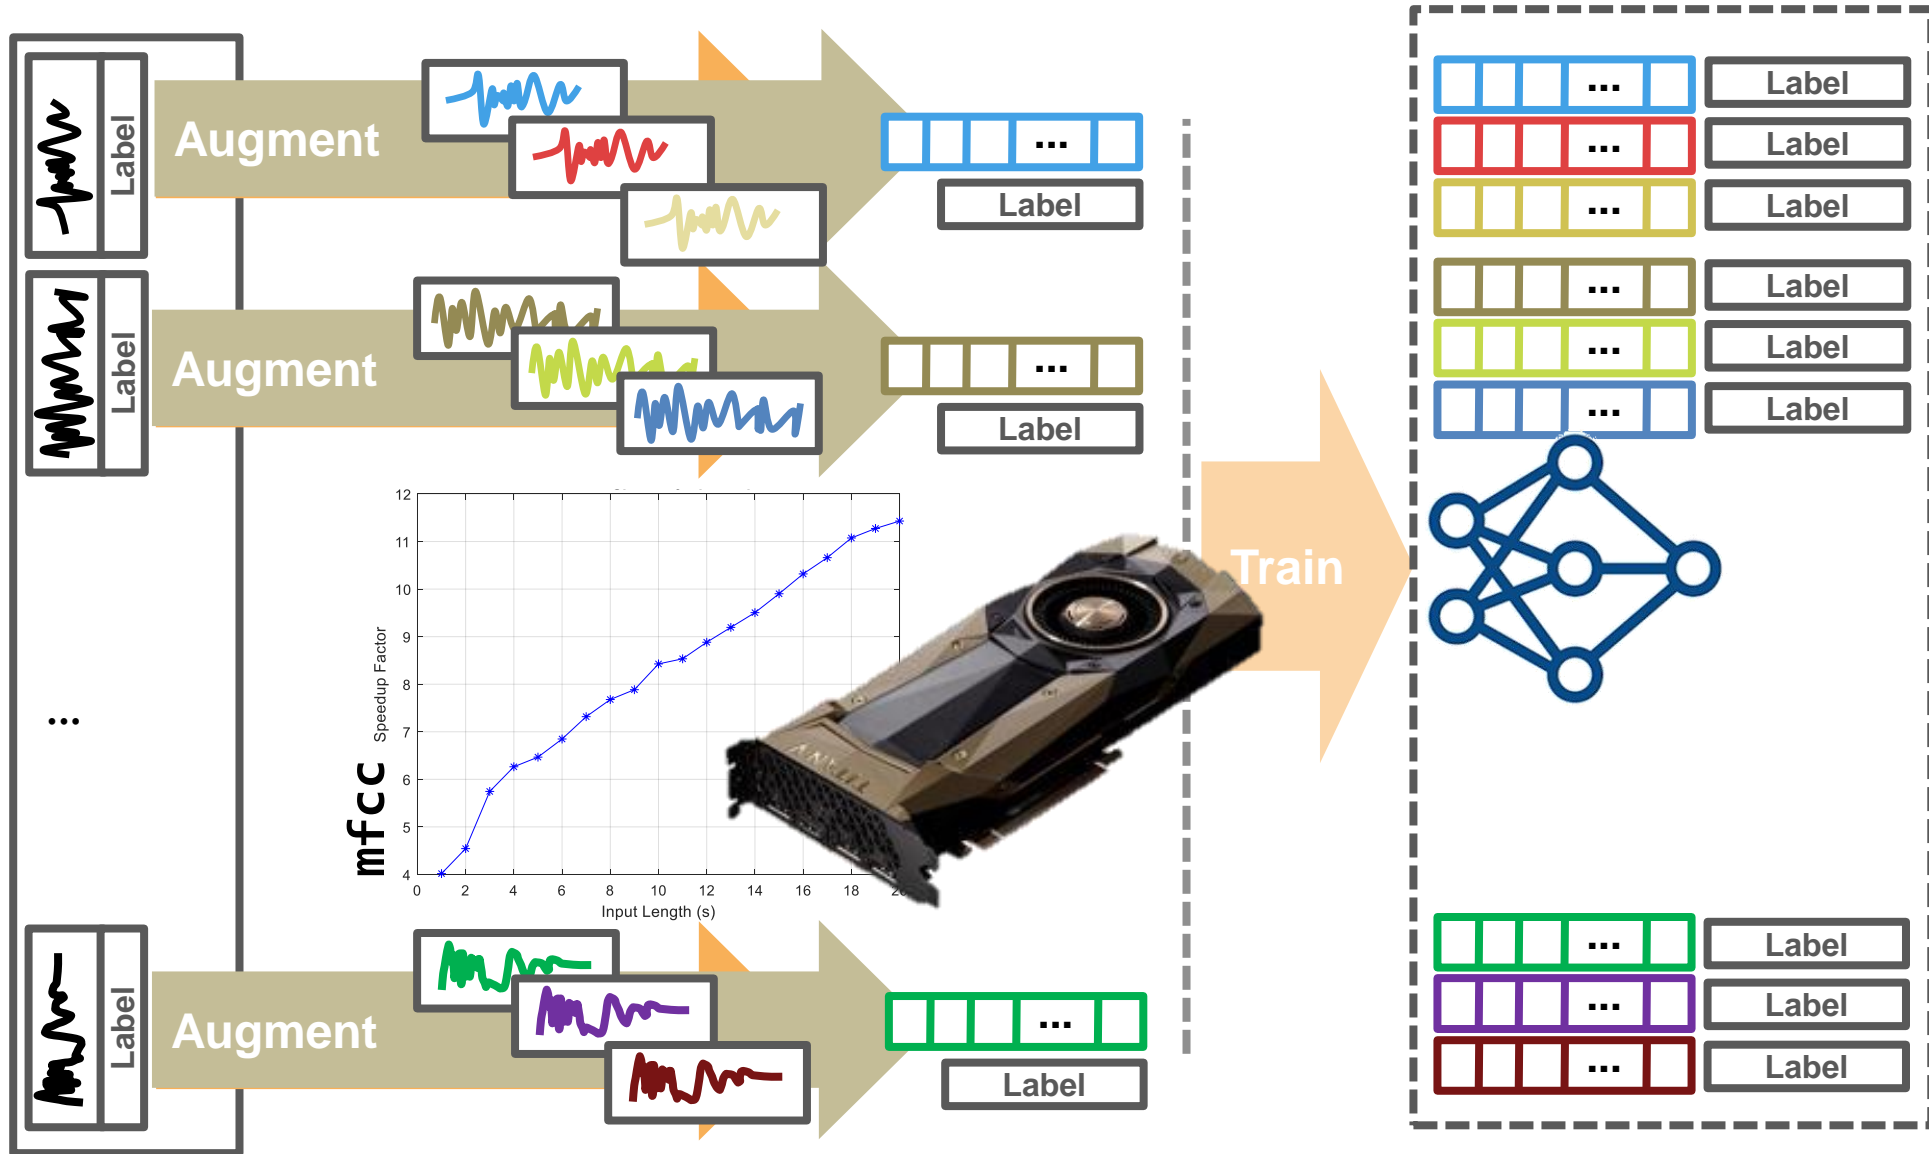 Label
Augment
...
Label
Label
Augment
...
Label
...
mfcc
Speedup Factor
12
11
10
9
8
7
6
5
4
0 2 4 6 8 10 12 14 16 18
Input Length (s)
TITAN V
Label
Augment
...
Label
Train
... Label
... Label
... Label
... Label
... Label
... Label
... Label
... Label
... Label